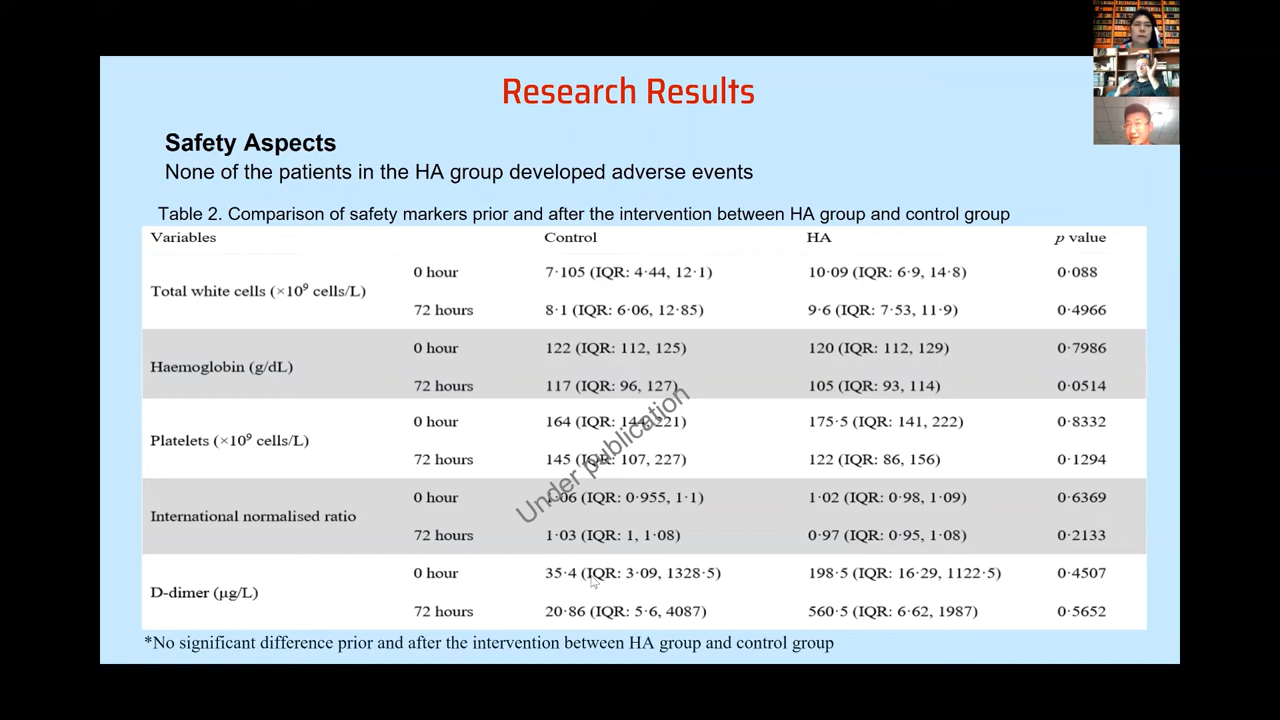 Research Results
Safety Aspects
None of the patients in the HA group developed adverse events
Table 2. Comparison of safety markers prior and after the intervention between HA group and control group
Variables Control HA p value
Total white cells (×10⁹ cells/L)
0 hour 7·105 (IQR: 4·44, 12·1) 10·09 (IQR: 6·9, 14·8) 0·088
72 hours 8·1 (IQR: 6·06, 12·85) 9·6 (IQR: 7·53, 11·9) 0·4966
Haemoglobin (g/dL)
0 hour 122 (IQR: 112, 125) 120 (IQR: 112, 129) 0·7986
72 hours 117 (IQR: 96, 127) 105 (IQR: 93, 114) 0·0514
Platelets (×10⁹ cells/L)
0 hour 164 (IQR: 144, 221) 175·5 (IQR: 141, 222) 0·8332
72 hours 145 (IQR: 107, 227) 122 (IQR: 86, 156) 0·1294
International normalised ratio
0 hour 1·06 (IQR: 0·955, 1·1) 1·02 (IQR: 0·98, 1·09) 0·6369
72 hours 1·03 (IQR: 1, 1·08) 0·97 (IQR: 0·95, 1·08) 0·2133
D-dimer (µg/L)
0 hour 35·4 (IQR: 3·09, 1328·5) 198·5 (IQR: 16·29, 1122·5) 0·4507
72 hours 20·86 (IQR: 5·6, 4087) 560·5 (IQR: 6·62, 1987) 0·5652
Under publication
*No significant difference prior and after the intervention between HA group and control group